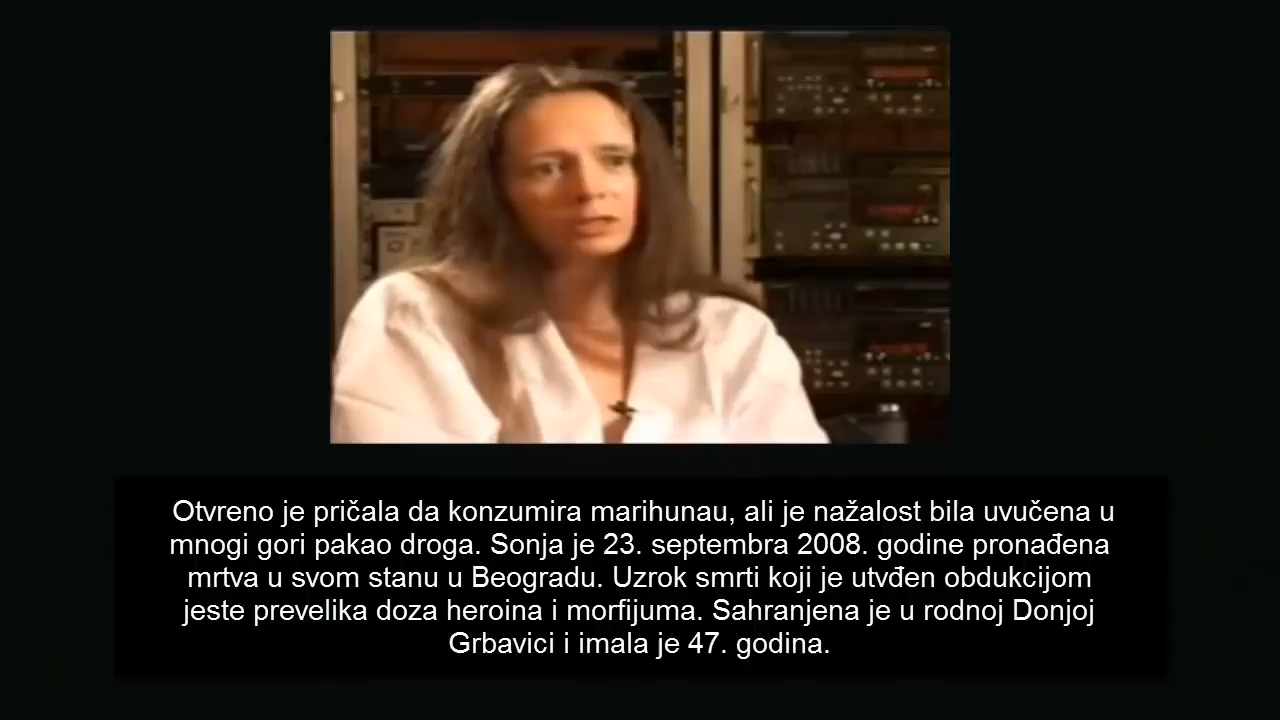 Otvreno je pričala da konzumira marihunau, ali je nažalost bila uvučena u
mnogi gori pakao droga. Sonja je 23. septembra 2008. godine pronađena
mrtva u svom stanu u Beogradu. Uzrok smrti koji je utvđen obdukcijom
jeste prevelika doza heroina i morfijuma. Sahranjena je u rodnoj Donjoj
Grbavici i imala je 47. godina.